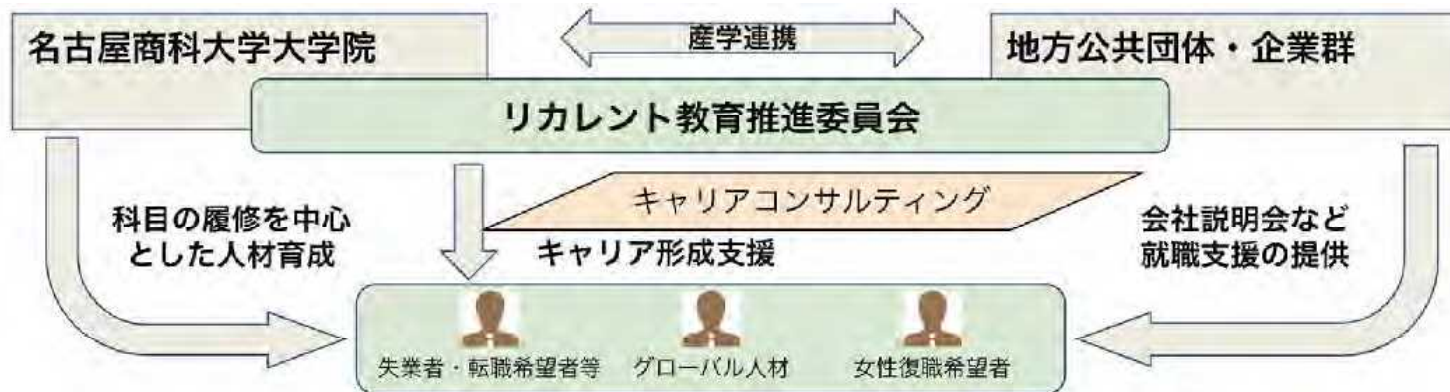 名古屋商科大学大学院
産学連携
地方公共団体・企業群
リカレント教育推進委員会
キャリアコンサルティング
科目の履修を中心
とした人材育成
キャリア形成支援
会社説明会など
就職支援の提供
失業者・転職希望者等
グローバル人材
女性復職希望者